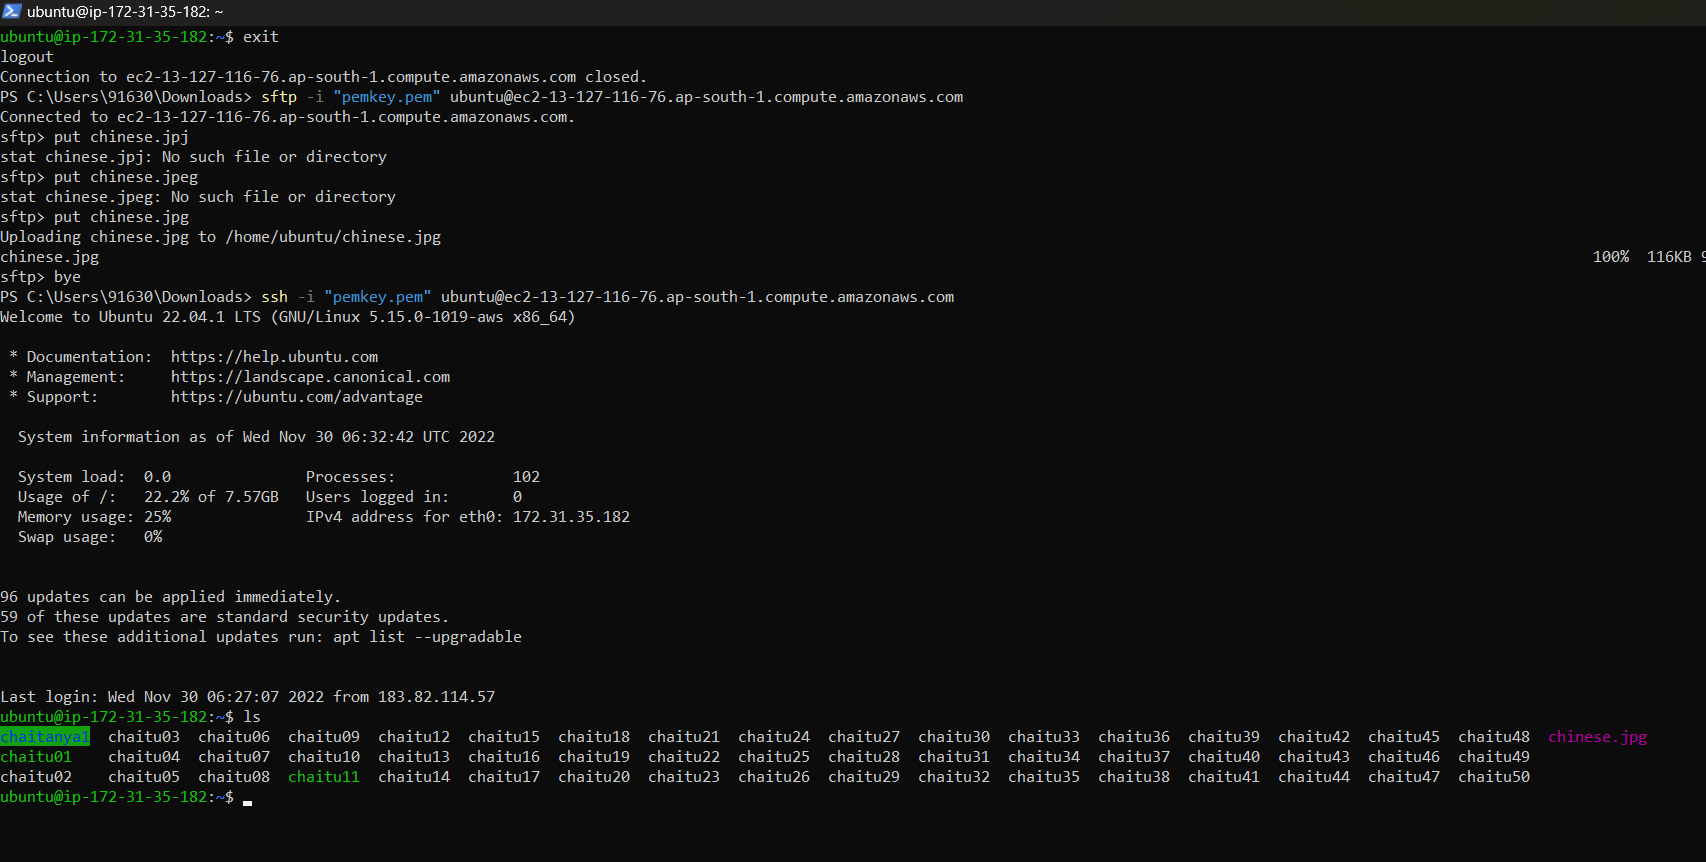 ubuntu@ip-172-31-35-182: ~
ubuntu@ip-172-31-35-182:~$ exit
logout
Connection to ec2-13-127-116-76.ap-south-1.compute.amazonaws.com closed.
PS C:\Users\91630\Downloads> sftp -i "pemkey.pem" ubuntu@ec2-13-127-116-76.ap-south-1.compute.amazonaws.com
Connected to ec2-13-127-116-76.ap-south-1.compute.amazonaws.com.
sftp> put chinese.jpj
stat chinese.jpj: No such file or directory
sftp> put chinese.jpeg
stat chinese.jpeg: No such file or directory
sftp> put chinese.jpg
Uploading chinese.jpg to /home/ubuntu/chinese.jpg
chinese.jpg 100% 116KB 9
sftp> bye
PS C:\Users\91630\Downloads> ssh -i "pemkey.pem" ubuntu@ec2-13-127-116-76.ap-south-1.compute.amazonaws.com
Welcome to Ubuntu 22.04.1 LTS (GNU/Linux 5.15.0-1019-aws x86_64)
* Documentation: https://help.ubuntu.com
* Management: https://landscape.canonical.com
* Support: https://ubuntu.com/advantage
System information as of Wed Nov 30 06:32:42 UTC 2022
System load: 0.0 Processes: 102
Usage of /: 22.2% of 7.57GB Users logged in: 0
Memory usage: 25% IPv4 address for eth0: 172.31.35.182
Swap usage: 0%
96 updates can be applied immediately.
59 of these updates are standard security updates.
To see these additional updates run: apt list --upgradable
Last login: Wed Nov 30 06:27:07 2022 from 183.82.114.57
ubuntu@ip-172-31-35-182:~$ ls
chaitanya1 chaitu03 chaitu06 chaitu09 chaitu12 chaitu15 chaitu18 chaitu21 chaitu24 chaitu27 chaitu30 chaitu33 chaitu36 chaitu39 chaitu42 chaitu45 chaitu48 chinese.jpg
chaitu01 chaitu04 chaitu07 chaitu10 chaitu13 chaitu16 chaitu19 chaitu22 chaitu25 chaitu28 chaitu31 chaitu34 chaitu37 chaitu40 chaitu43 chaitu46 chaitu49
chaitu02 chaitu05 chaitu08 chaitu11 chaitu14 chaitu17 chaitu20 chaitu23 chaitu26 chaitu29 chaitu32 chaitu35 chaitu38 chaitu41 chaitu44 chaitu47 chaitu50
ubuntu@ip-172-31-35-182:~$